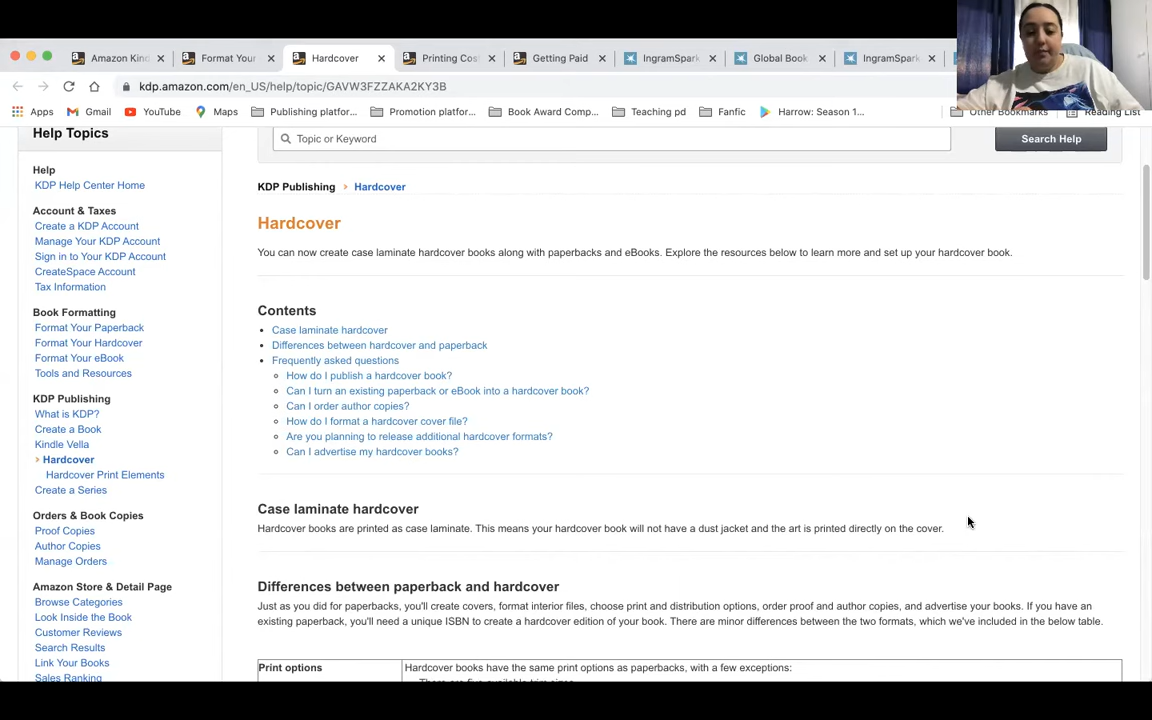 Amazon Kin
Format Your
Hardcover
Printing Cos
Getting Paid
IngramSpark
Global Book
IngramSpark
kdp.amazon.com/en_US/help/topic/GAVW3FZZAKA2KY3B
Apps
Gmail
YouTube
Maps
Publishing platfor...
Promotion platfor...
Book Award Comp...
Teaching pd
Fanfic
Harrow: Season 1...
Other Bookmarks
Reading List
Help Topics
Topic or Keyword
Search Help
Help
KDP Help Center Home
Account & Taxes
Create a KDP Account
Manage Your KDP Account
Sign in to Your KDP Account
CreateSpace Account
Tax Information
Book Formatting
Format Your Paperback
Format Your Hardcover
Format Your eBook
Tools and Resources
KDP Publishing
What is KDP?
Create a Book
Kindle Vella
› Hardcover
Hardcover Print Elements
Create a Series
Orders & Book Copies
Proof Copies
Author Copies
Manage Orders
Amazon Store & Detail Page
Browse Categories
Look Inside the Book
Customer Reviews
Search Results
Link Your Books
Sales Ranking
KDP Publishing › Hardcover
Hardcover
You can now create case laminate hardcover books along with paperbacks and eBooks. Explore the resources below to learn more and set up your hardcover book.
Contents
• Case laminate hardcover
• Differences between hardcover and paperback
• Frequently asked questions
◦ How do I publish a hardcover book?
◦ Can I turn an existing paperback or eBook into a hardcover book?
◦ Can I order author copies?
◦ How do I format a hardcover cover file?
◦ Are you planning to release additional hardcover formats?
◦ Can I advertise my hardcover books?
Case laminate hardcover
Hardcover books are printed as case laminate. This means your hardcover book will not have a dust jacket and the art is printed directly on the cover.
Differences between paperback and hardcover
Just as you did for paperbacks, you'll create covers, format interior files, choose print and distribution options, order proof and author copies, and advertise your books. If you have an
existing paperback, you'll need a unique ISBN to create a hardcover edition of your book. There are minor differences between the two formats, which we've included in the below table.
Print options
Hardcover books have the same print options as paperbacks, with a few exceptions:
There are five available trim sizes